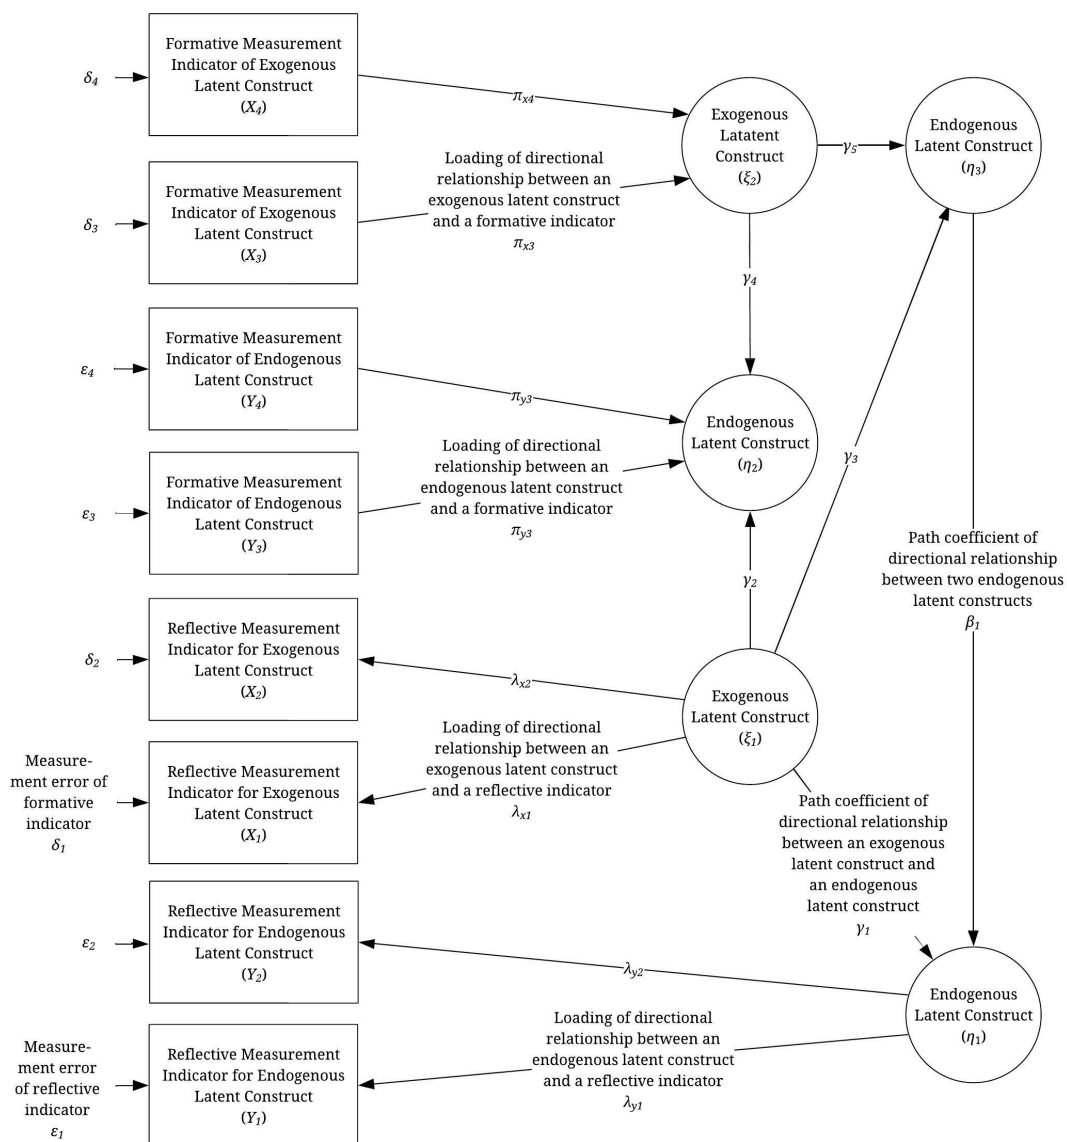 δ4
Formative Measurement
Indicator of Exogenous
Latent Construct
(X4)
πx4
Exogenous
Latatent
Construct
(ξ2)
γ5
Endogenous
Latent Construct
(η3)
δ3
Formative Measurement
Indicator of Exogenous
Latent Construct
(X3)
Loading of directional
relationship between an
exogenous latent construct
and a formative indicator
πx3
γ4
ε4
Formative Measurement
Indicator of Endogenous
Latent Construct
(Y4)
πy3
Endogenous
Latent Construct
(η2)
γ3
ε3
Formative Measurement
Indicator of Endogenous
Latent Construct
(Y3)
Loading of directional
relationship between an
endogenous latent construct
and a formative indicator
πy3
γ2
Path coefficient of
directional relationship
between two endogenous
latent constructs
β1
δ2
Reflective Measurement
Indicator for Exogenous
Latent Construct
(X2)
λx2
Exogenous
Latent Construct
(ξ1)
Measure-
ment error of
formative
indicator
δ1
Reflective Measurement
Indicator for Exogenous
Latent Construct
(X1)
Loading of directional
relationship between an
exogenous latent construct
and a reflective indicator
λx1
Path coefficient of
directional relationship
between an exogenous
latent construct and
an endogenous
latent construct
γ1
ε2
Reflective Measurement
Indicator for Endogenous
Latent Construct
(Y2)
λy2
Endogenous
Latent Construct
(η1)
Measure-
ment error
of reflective
indicator
ε1
Reflective Measurement
Indicator for Endogenous
Latent Construct
(Y1)
Loading of directional
relationship between an
endogenous latent construct
and a reflective indicator
λy1